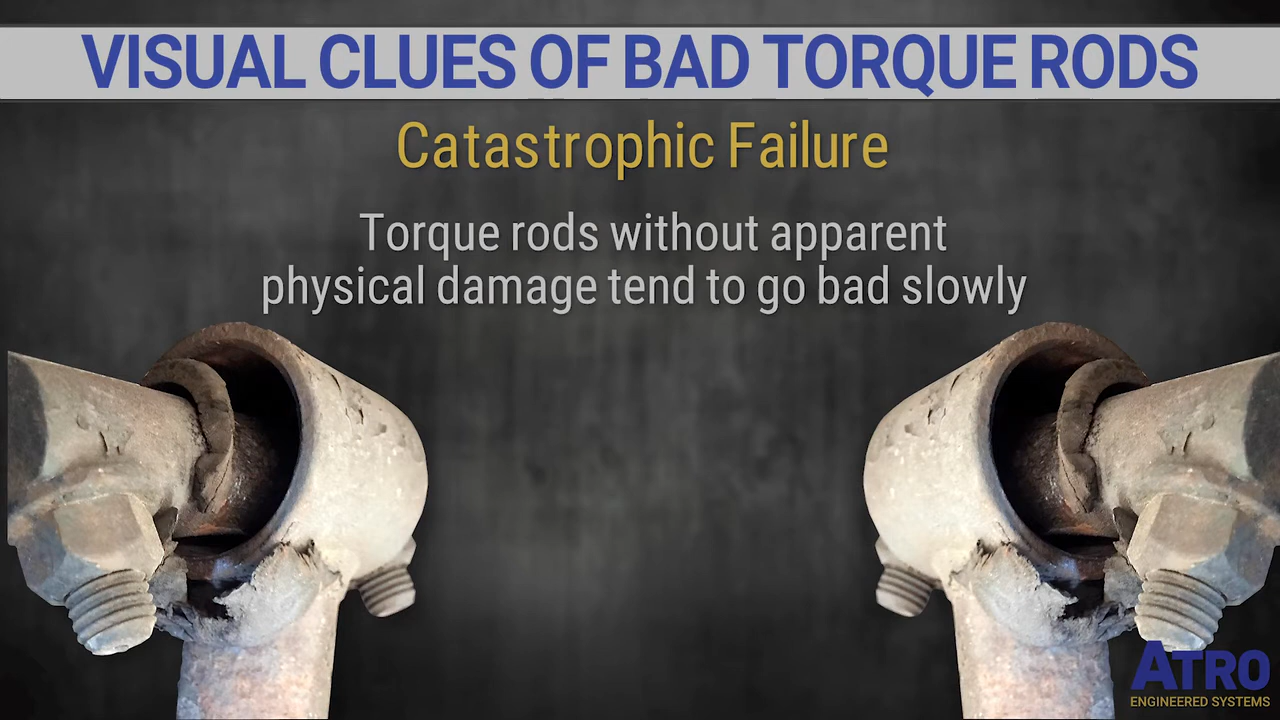 VISUAL CLUES OF BAD TORQUE RODS
Catastrophic Failure
Torque rods without apparent
physical damage tend to go bad slowly
ATRO
ENGINEERED SYSTEMS